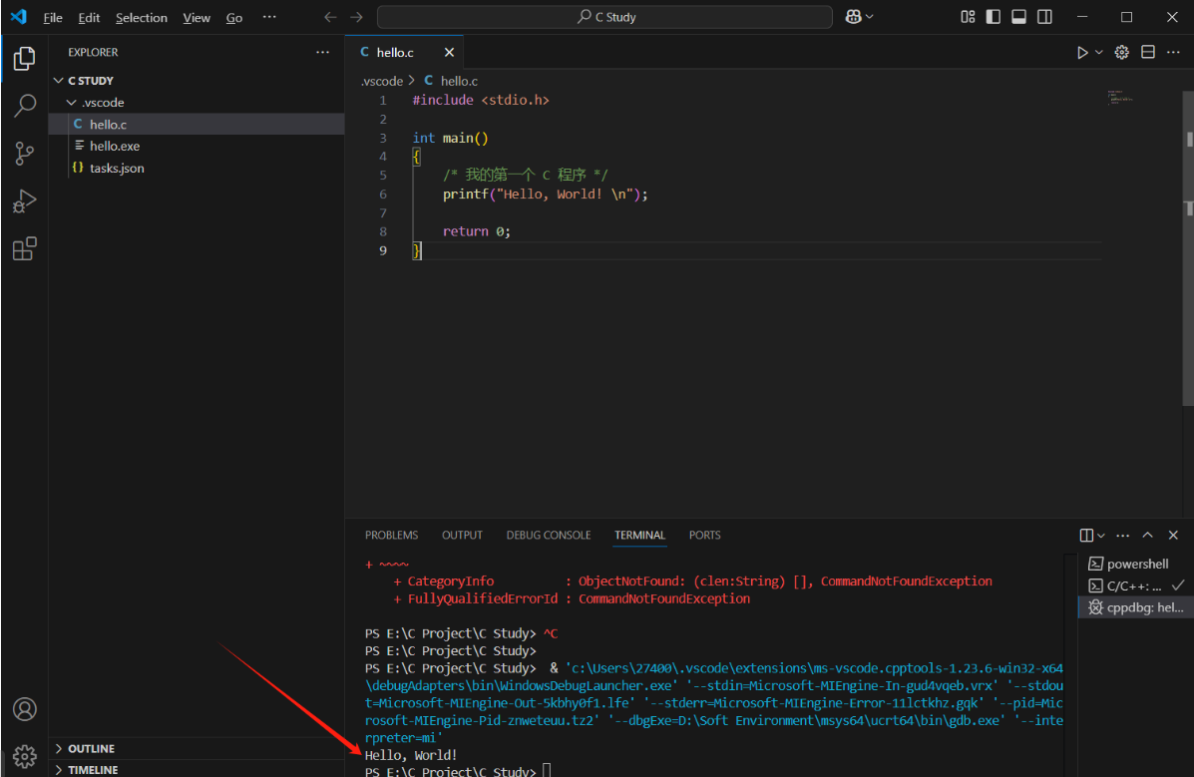 File Edit Selection View Go ··· C Study
EXPLORER ···
C STUDY
.vscode
C hello.c
hello.exe
{} tasks.json
OUTLINE
TIMELINE
C hello.c
.vscode > C hello.c
1 #include <stdio.h>
2
3 int main()
4 {
5 /* 我的第一个 C 程序 */
6 printf("Hello, World! \n");
7
8 return 0;
9 }
PROBLEMS OUTPUT DEBUG CONSOLE TERMINAL PORTS
+ ~~~~
+ CategoryInfo : ObjectNotFound: (clen:String) [], CommandNotFoundException
+ FullyQualifiedErrorId : CommandNotFoundException
PS E:\C Project\C Study> ^C
PS E:\C Project\C Study>
PS E:\C Project\C Study> & 'c:\Users\27400\.vscode\extensions\ms-vscode.cpptools-1.23.6-win32-x64
\debugAdapters\bin\WindowsDebugLauncher.exe' '--stdin=Microsoft-MIEngine-In-gud4vqeb.vrx' '--stdou
t=Microsoft-MIEngine-Out-5kbhy0f1.lfe' '--stderr=Microsoft-MIEngine-Error-11lctkhz.gqk' '--pid=Mic
rosoft-MIEngine-Pid-znweteuu.tz2' '--dbgExe=D:\Soft Environment\msys64\ucrt64\bin\gdb.exe' '--inte
rpreter=mi'
Hello, World!
PS E:\C Project\C Study>
powershell
C/C++: ...
cppdbg: hel...